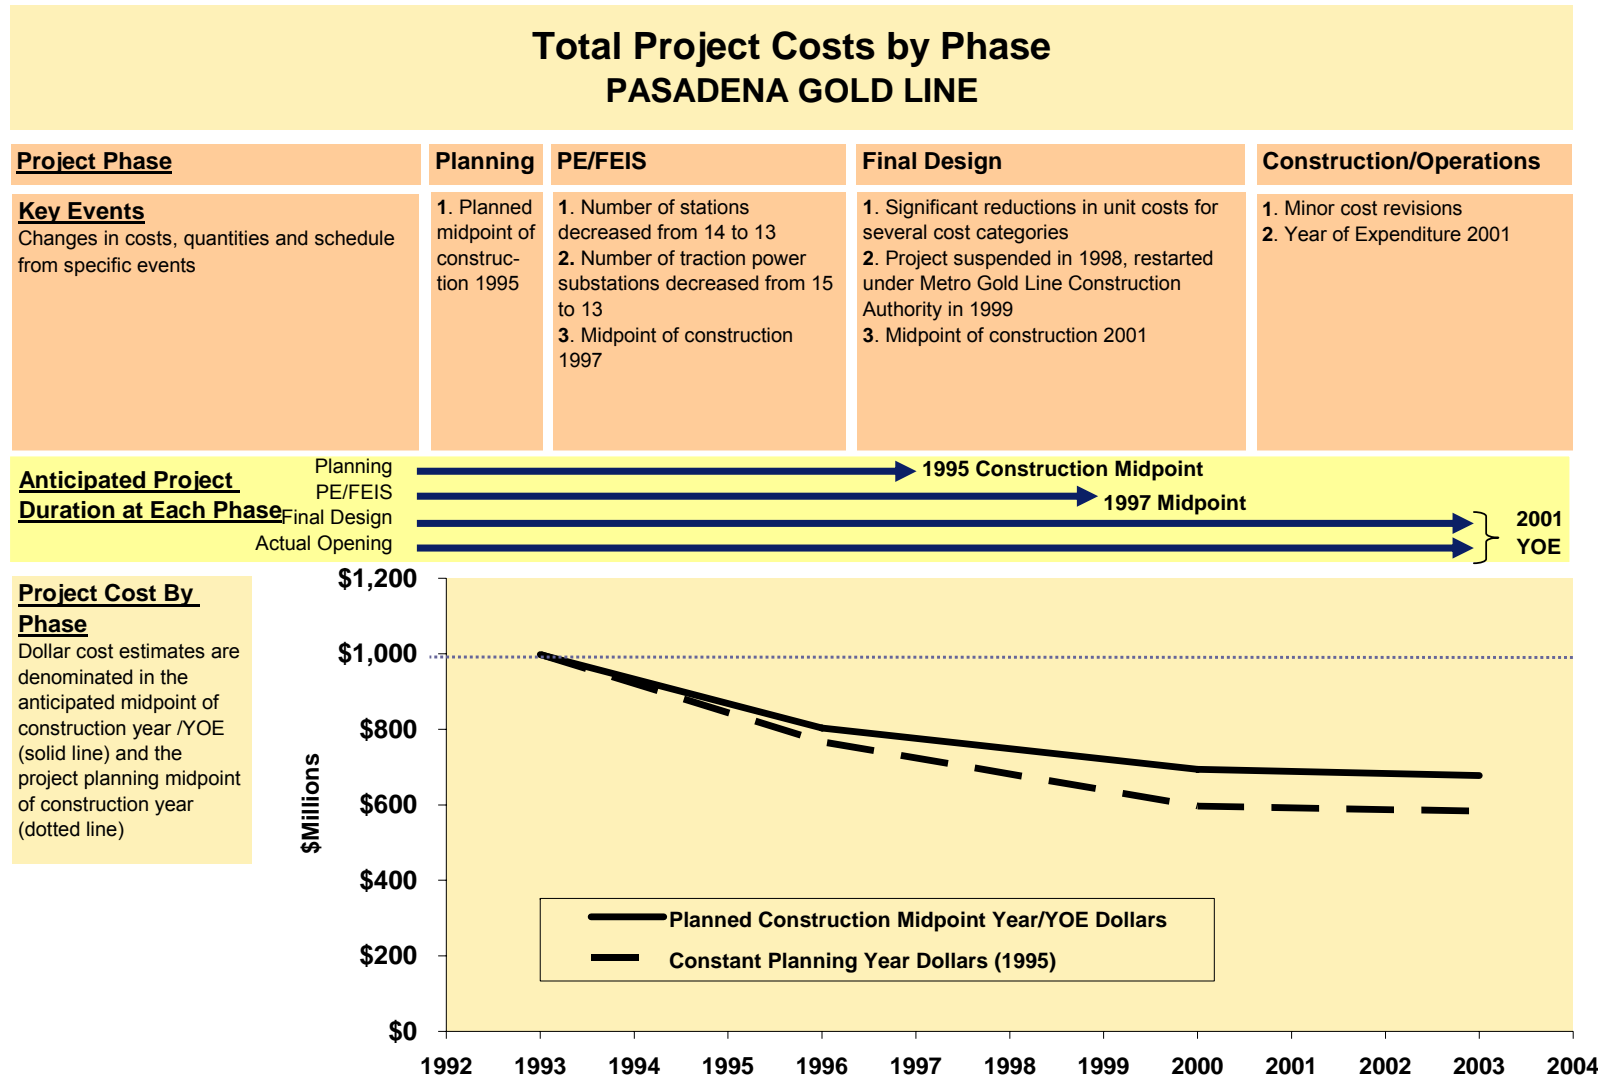 Total Project Costs by Phase
PASADENA GOLD LINE
Project Phase
Planning
PE/FEIS
Final Design
Construction/Operations
Key Events
Changes in costs, quantities and schedule
from specific events
1. Planned
midpoint of
construc-
tion 1995
1. Number of stations
decreased from 14 to 13
2. Number of traction power
substations decreased from 15
to 13
3. Midpoint of construction
1997
1. Significant reductions in unit costs for
several cost categories
2. Project suspended in 1998, restarted
under Metro Gold Line Construction
Authority in 1999
3. Midpoint of construction 2001
1. Minor cost revisions
2. Year of Expenditure 2001
Anticipated Project
Duration at Each Phase
Planning
PE/FEIS
Final Design
Actual Opening
1995 Construction Midpoint
1997 Midpoint
2001
YOE
Project Cost By
Phase
Dollar cost estimates are
denominated in the
anticipated midpoint of
construction year /YOE
(solid line) and the
project planning midpoint
of construction year
(dotted line)
$Millions
$1,200
$1,000
$800
$600
$400
$200
$0
Planned Construction Midpoint Year/YOE Dollars
Constant Planning Year Dollars (1995)
1992 1993 1994 1995 1996 1997 1998 1999 2000 2001 2002 2003 2004